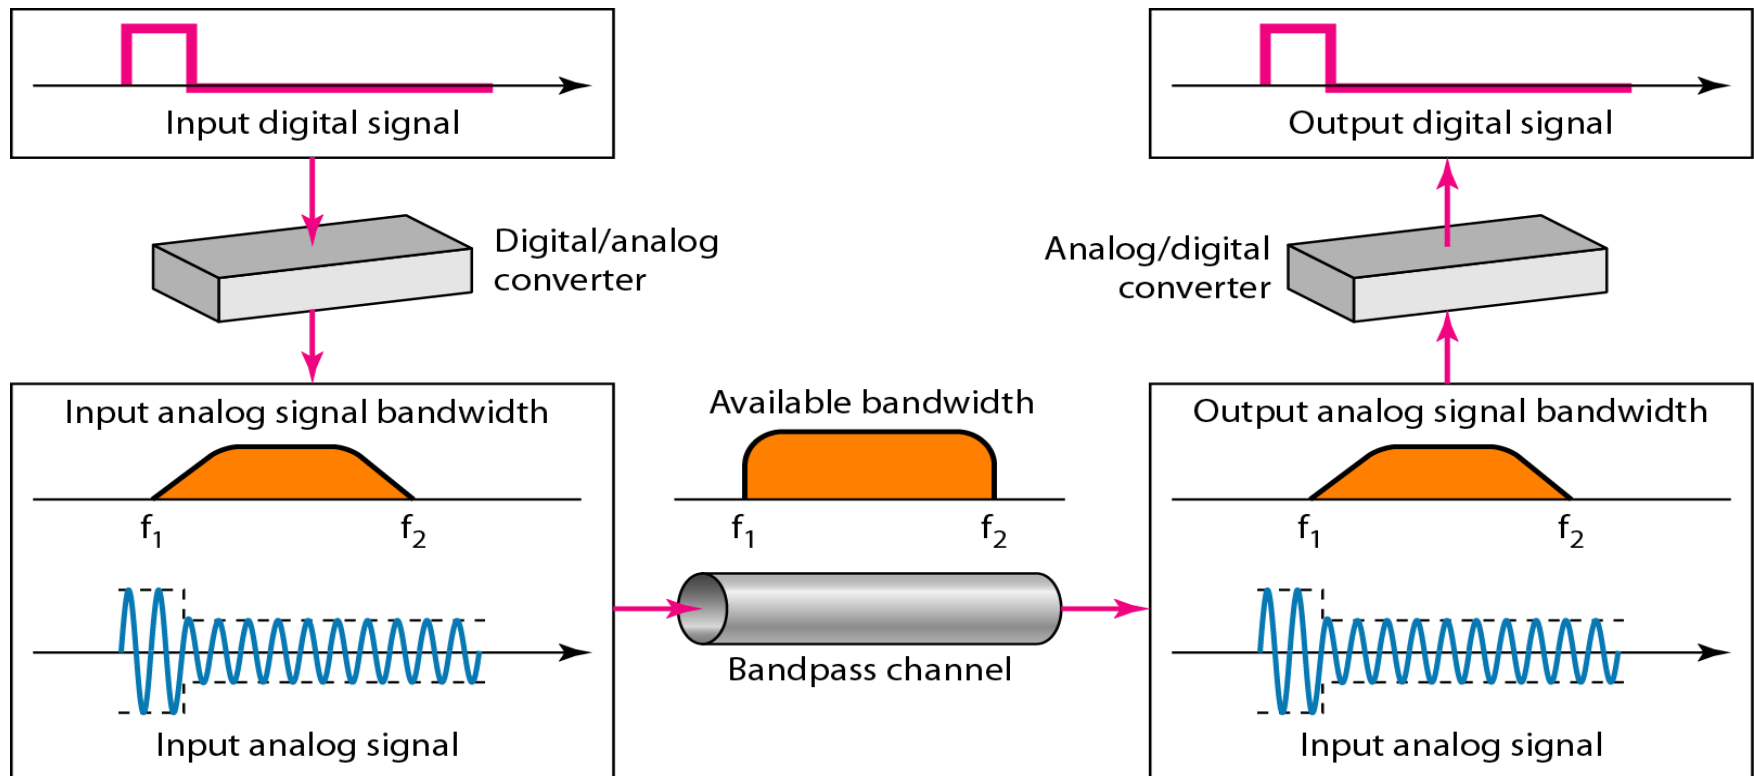 Input digital signal
Output digital signal
Digital/analog
converter
Analog/digital
converter
Input analog signal bandwidth
Available bandwidth
Output analog signal bandwidth
f₁ f₂
f₁ f₂
f₁ f₂
Bandpass channel
Input analog signal
Input analog signal